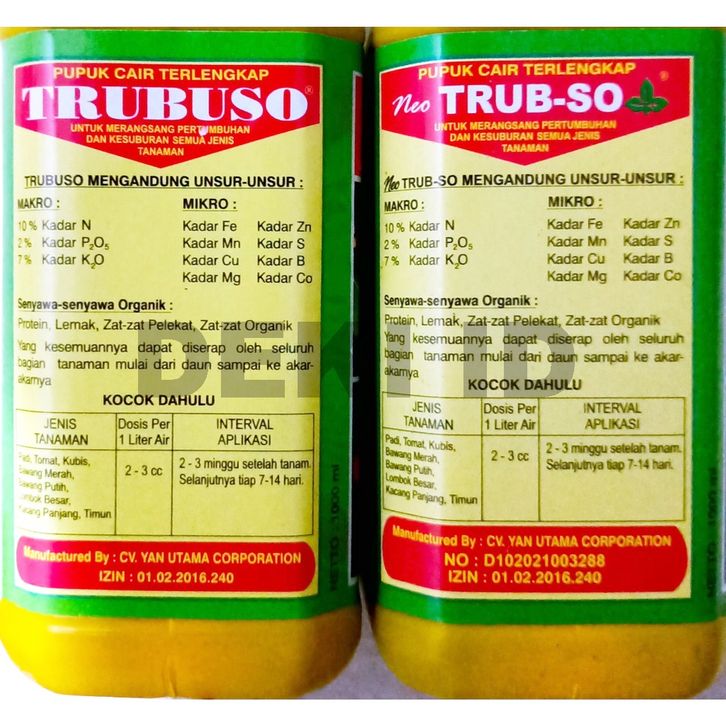 PUPUK CAIR TERLENGKAP
TRUBUSO®
UNTUK MERANGSANG PERTUMBUHAN
DAN KESUBURAN SEMUA JENIS
TANAMAN
TRUBUSO MENGANDUNG UNSUR-UNSUR :
MAKRO : MIKRO :
10 % Kadar N Kadar Fe Kadar Zn
2 % Kadar P₂O₅ Kadar Mn Kadar S
7 % Kadar K₂O Kadar Cu Kadar B
Kadar Mg Kadar Co
Senyawa-senyawa Organik :
Protein, Lemak, Zat-zat Pelekat, Zat-zat Organik
Yang kesemuannya dapat diserap oleh seluruh
bagian tanaman mulai dari daun sampai ke akar-
akarnya
KOCOK DAHULU
JENIS TANAMAN Dosis Per 1 Liter Air INTERVAL APLIKASI
Padi, Tomat, Kubis,
Bawang Merah,
Bawang Putih,
Lombok Besar,
Kacang Panjang, Timun
2 - 3 cc
2 - 3 minggu setelah tanam.
Selanjutnya tiap 7-14 hari.
Manufactured By : CV. YAN UTAMA CORPORATION
IZIN : 01.02.2016.240
NETTO : 1000 ml
PUPUK CAIR TERLENGKAP
Neo TRUB-SO®
UNTUK MERANGSANG PERTUMBUHAN
DAN KESUBURAN SEMUA JENIS
TANAMAN
Neo TRUB-SO MENGANDUNG UNSUR-UNSUR :
MAKRO : MIKRO :
10 % Kadar N Kadar Fe Kadar Zn
2 % Kadar P₂O₅ Kadar Mn Kadar S
7 % Kadar K₂O Kadar Cu Kadar B
Kadar Mg Kadar Co
Senyawa-senyawa Organik :
Protein, Lemak, Zat-zat Pelekat, Zat-zat Organik
Yang kesemuannya dapat diserap oleh seluruh
bagian tanaman mulai dari daun sampai ke akar-
akarnya
KOCOK DAHULU
JENIS TANAMAN Dosis Per 1 Liter Air INTERVAL APLIKASI
Padi, Tomat, Kubis,
Bawang Merah,
Bawang Putih,
Lombok Besar,
Kacang Panjang, Timun
2 - 3 cc
2 - 3 minggu setelah tanam.
Selanjutnya tiap 7-14 hari.
Manufactured By : CV. YAN UTAMA CORPORATION
NO : D102021003288
IZIN : 01.02.2016.240
NETTO : 1000 ml
DEKI ID